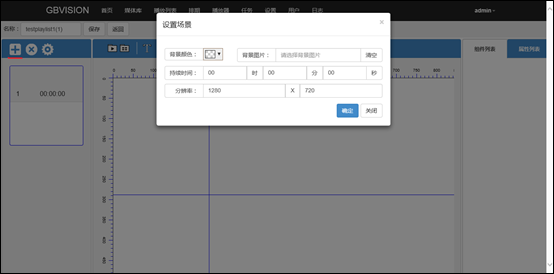 GBVISION 首页 媒体库 播放列表 排期 播放器 任务 设置 用户 日志 admin
名称： testplaylist1(1) 保存 返回
设置场景 ×
组件列表 属性列表
背景颜色： 背景图片： 请选择背景图片 清空
持续时间： 00 时 00 分 00 秒
分辨率： 1280 X 720
确定 关闭
1 00:00:00